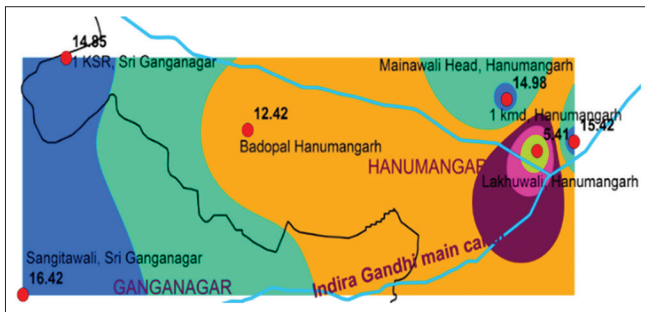 14.85
1 KSR, Sri Ganganagar
Mainawali Head, Hanumangarh
14.98
12.42
1 kmd, Hanumangarh
15.42
5.41
Badopal Hanumangarh
HANUMANGAR
Lakhuwali, Hanumangarh
Sangitawali, Sri Ganganagar
Indira Gandhi main canal
GANGANAGAR
16.42